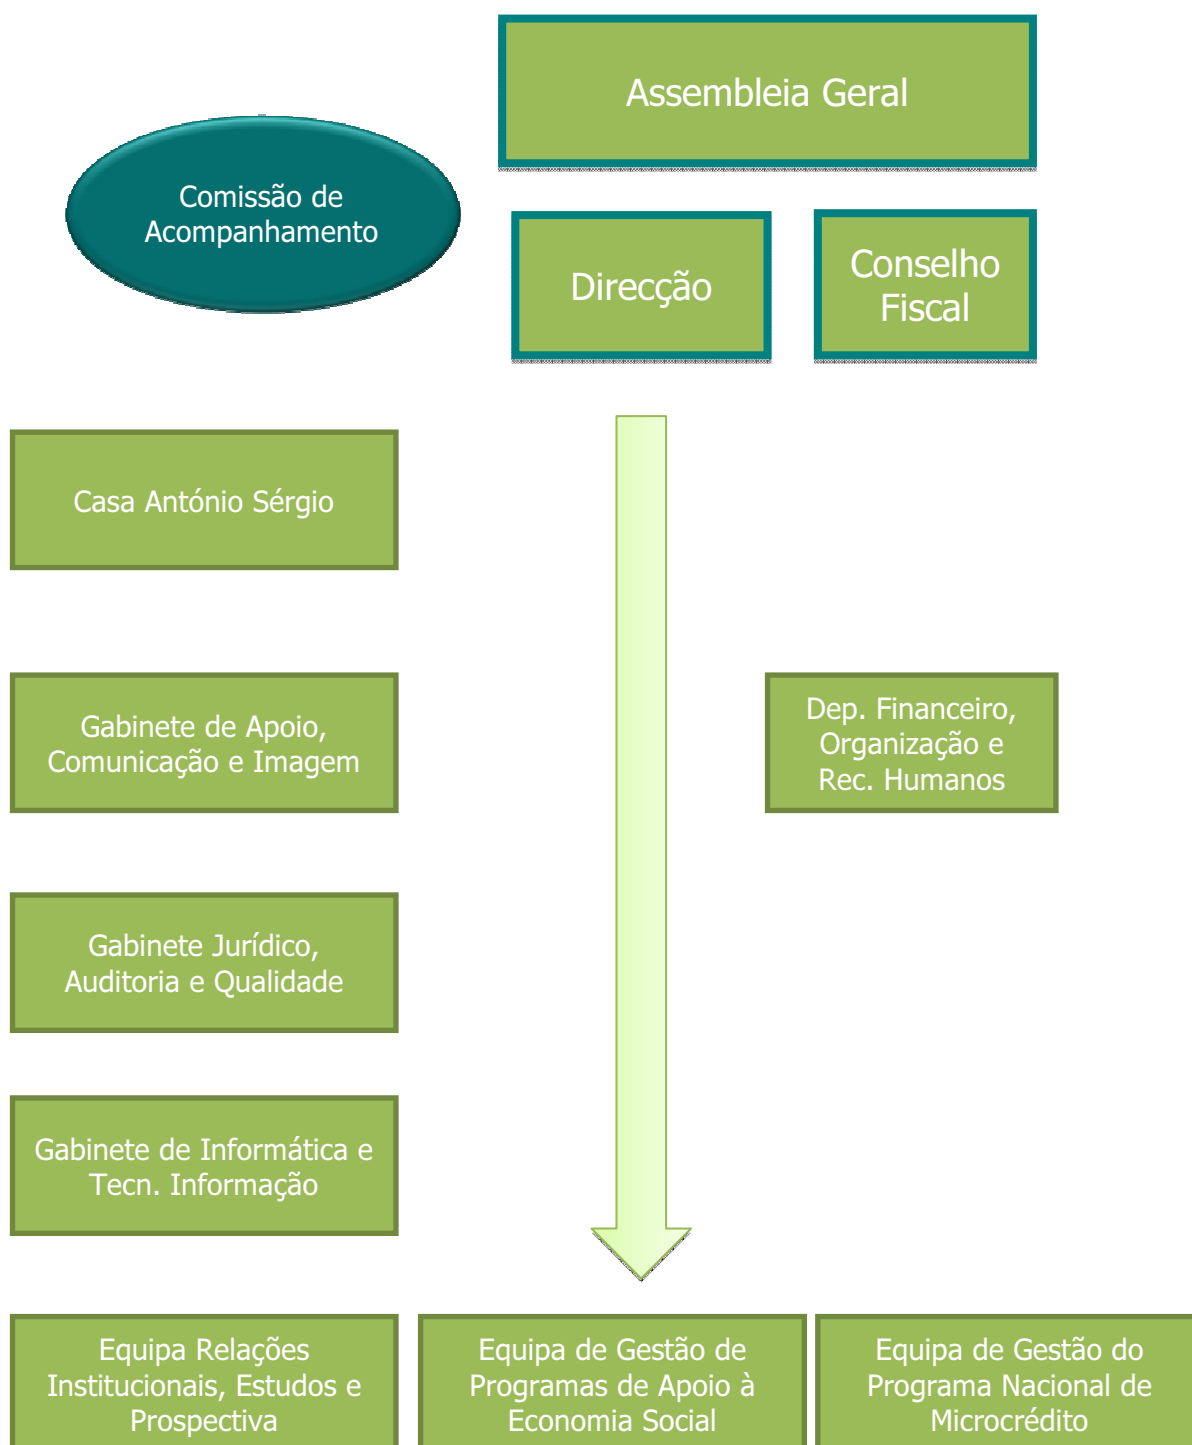 Assembleia Geral
Comissão de
Acompanhamento
Direcção
Conselho
Fiscal
Casa António Sérgio
Gabinete de Apoio,
Comunicação e Imagem
Dep. Financeiro,
Organização e
Rec. Humanos
Gabinete Jurídico,
Auditoria e Qualidade
Gabinete de Informática e
Tecn. Informação
Equipa Relações
Institucionais, Estudos e
Prospectiva
Equipa de Gestão de
Programas de Apoio à
Economia Social
Equipa de Gestão do
Programa Nacional de
Microcrédito